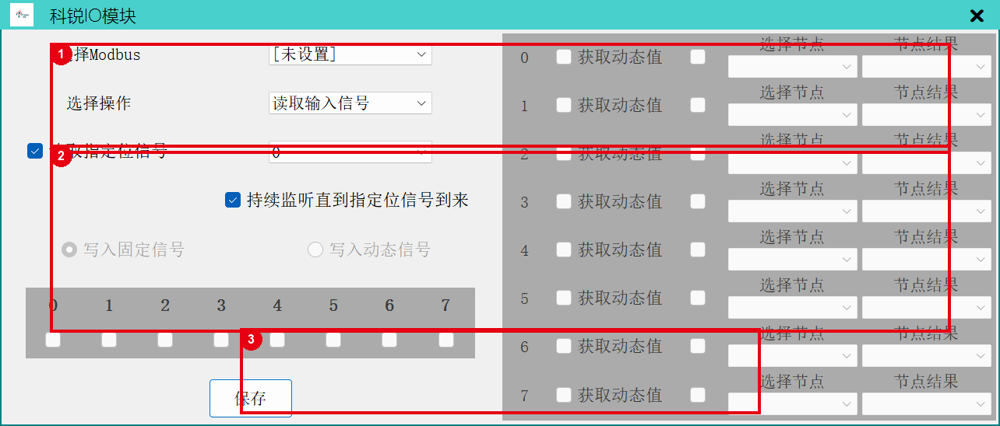 科锐IO模块
1 择Modbus [未设置]
选择操作 读取输入信号
2 取指定位信号 0
持续监听直到指定位信号到来
写入固定信号 写入动态信号
0 1 2 3 4 5 6 7
3
保存
选择节点 节点结果
0 获取动态值
选择节点 节点结果
1 获取动态值
选择节点 节点结果
2 获取动态值
选择节点 节点结果
3 获取动态值
选择节点 节点结果
4 获取动态值
选择节点 节点结果
5 获取动态值
选择节点 节点结果
6 获取动态值
选择节点 节点结果
7 获取动态值